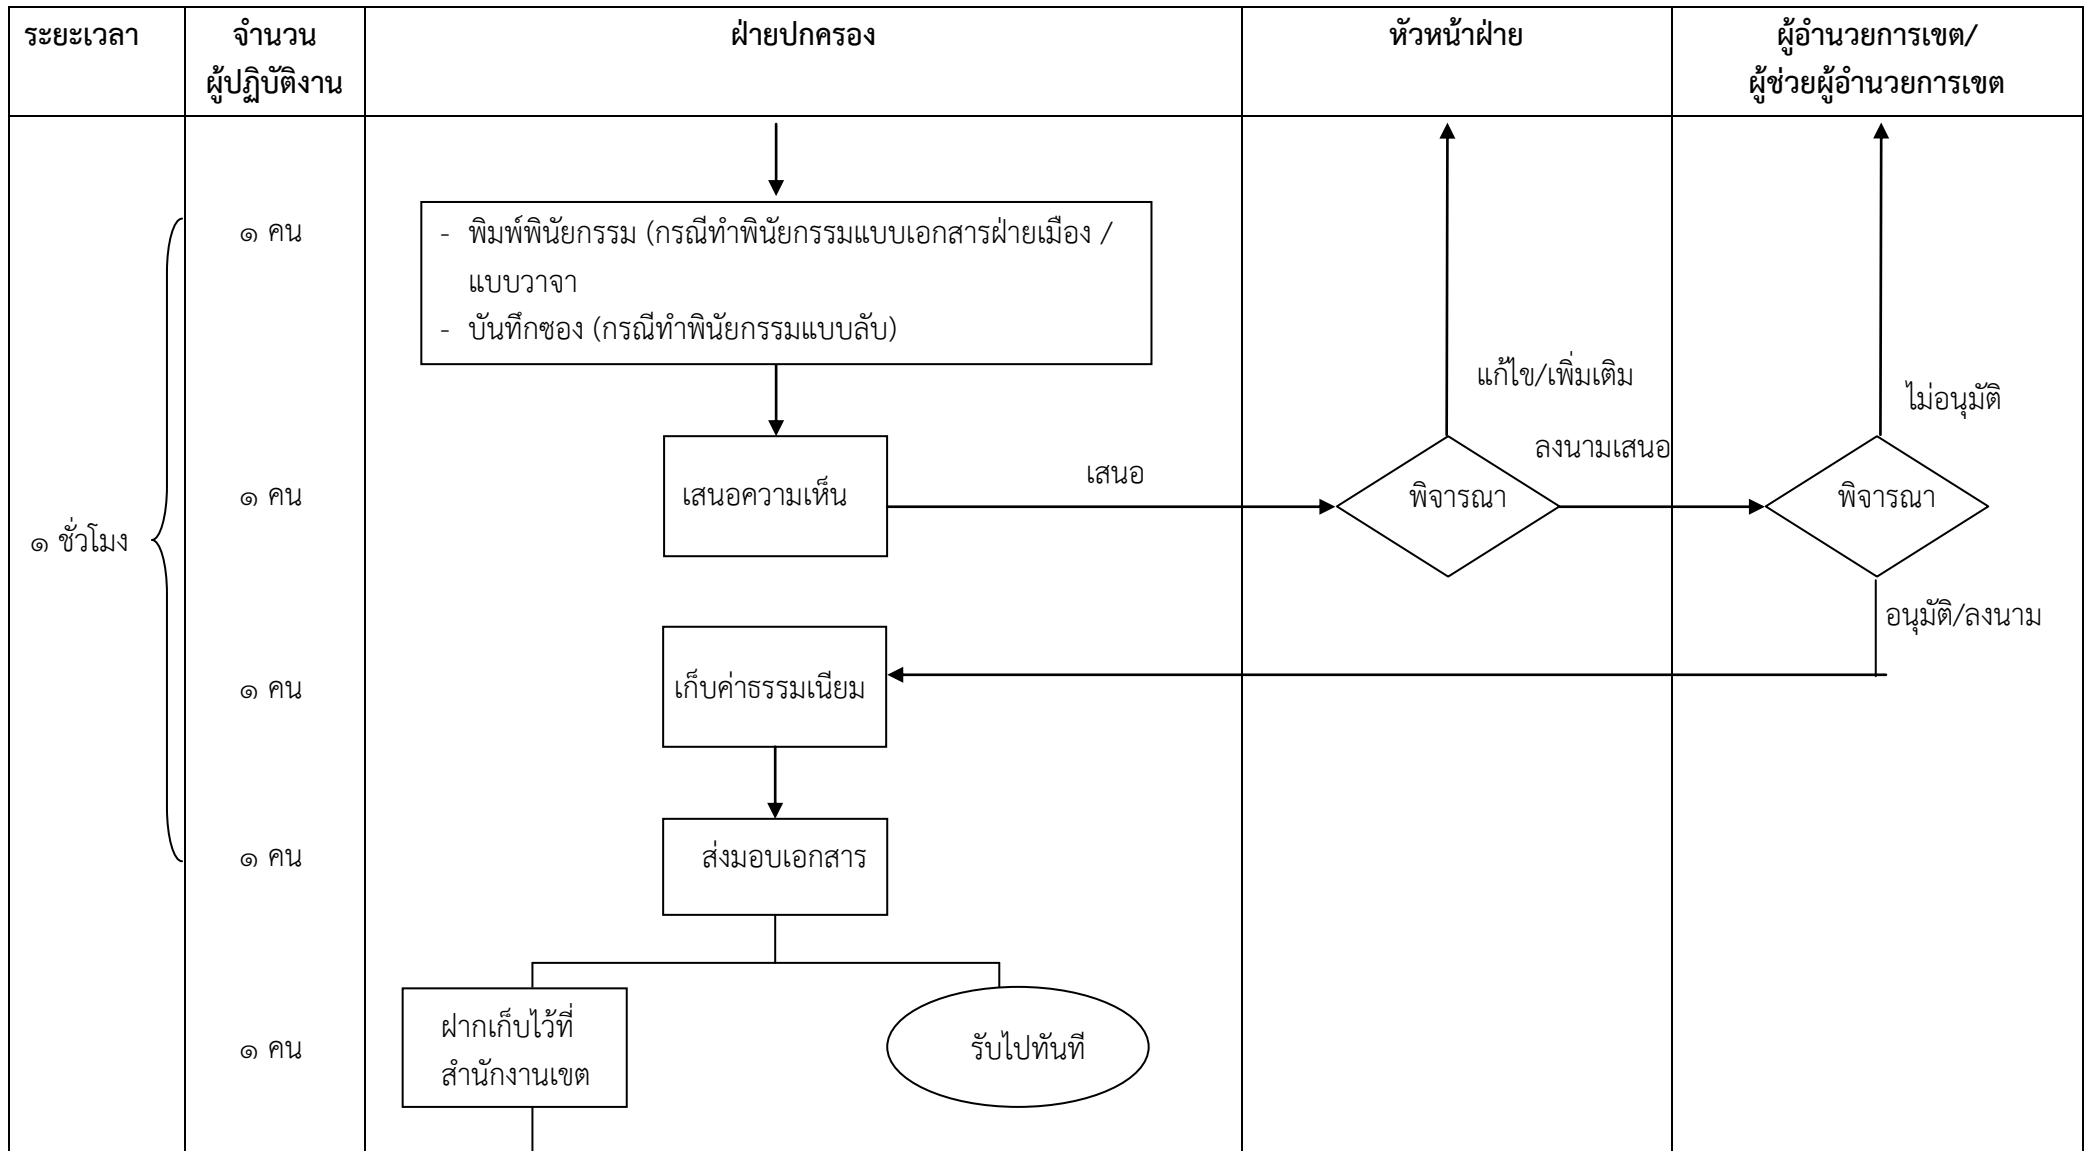 ระยะเวลา
จำนวน
ผู้ปฏิบัติงาน
ฝ่ายปกครอง
หัวหน้าฝ่าย
ผู้อำนวยการเขต/
ผู้ช่วยผู้อำนวยการเขต
๑ คน
- พิมพ์พินัยกรรม (กรณีทำพินัยกรรมแบบเอกสารฝ่ายเมือง /
แบบวาจา
- บันทึกซอง (กรณีทำพินัยกรรมแบบลับ)
แก้ไข/เพิ่มเติม
ไม่อนุมัติ
ลงนามเสนอ
เสนอ
๑ คน
เสนอความเห็น
พิจารณา
พิจารณา
๑ ชั่วโมง
อนุมัติ/ลงนาม
๑ คน
เก็บค่าธรรมเนียม
๑ คน
ส่งมอบเอกสาร
๑ คน
ฝากเก็บไว้ที่
สำนักงานเขต
รับไปทันที